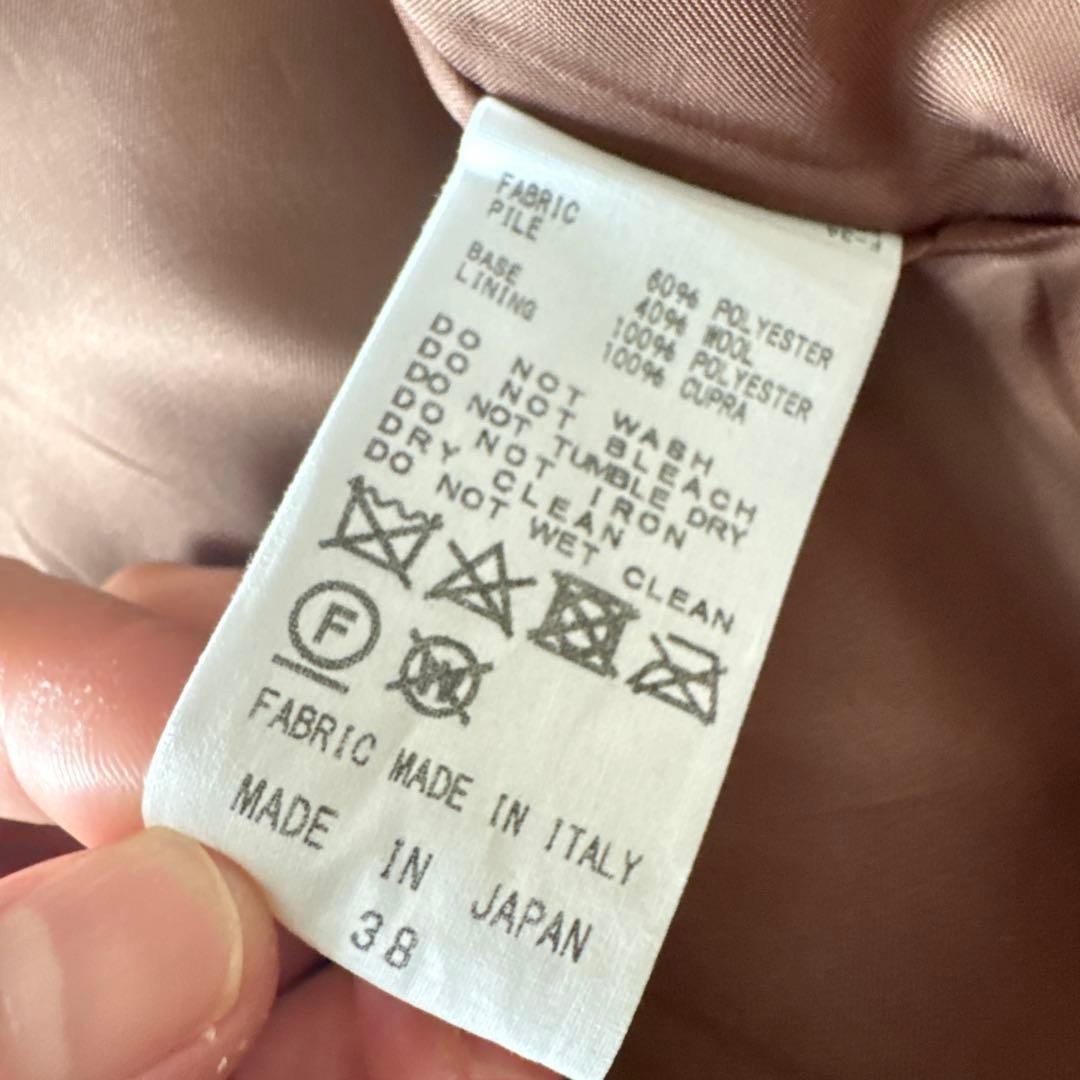 FABRIC
PILE 60% POLYESTER
40% WOOL
BASE 100% POLYESTER
LINING 100% CUPRA
DO NOT WASH
DO NOT BLEACH
DO NOT TUMBLE DRY
DO NOT IRON
DRY CLEAN
DO NOT WET CLEAN
F W
FABRIC MADE IN ITALY
MADE IN JAPAN
38